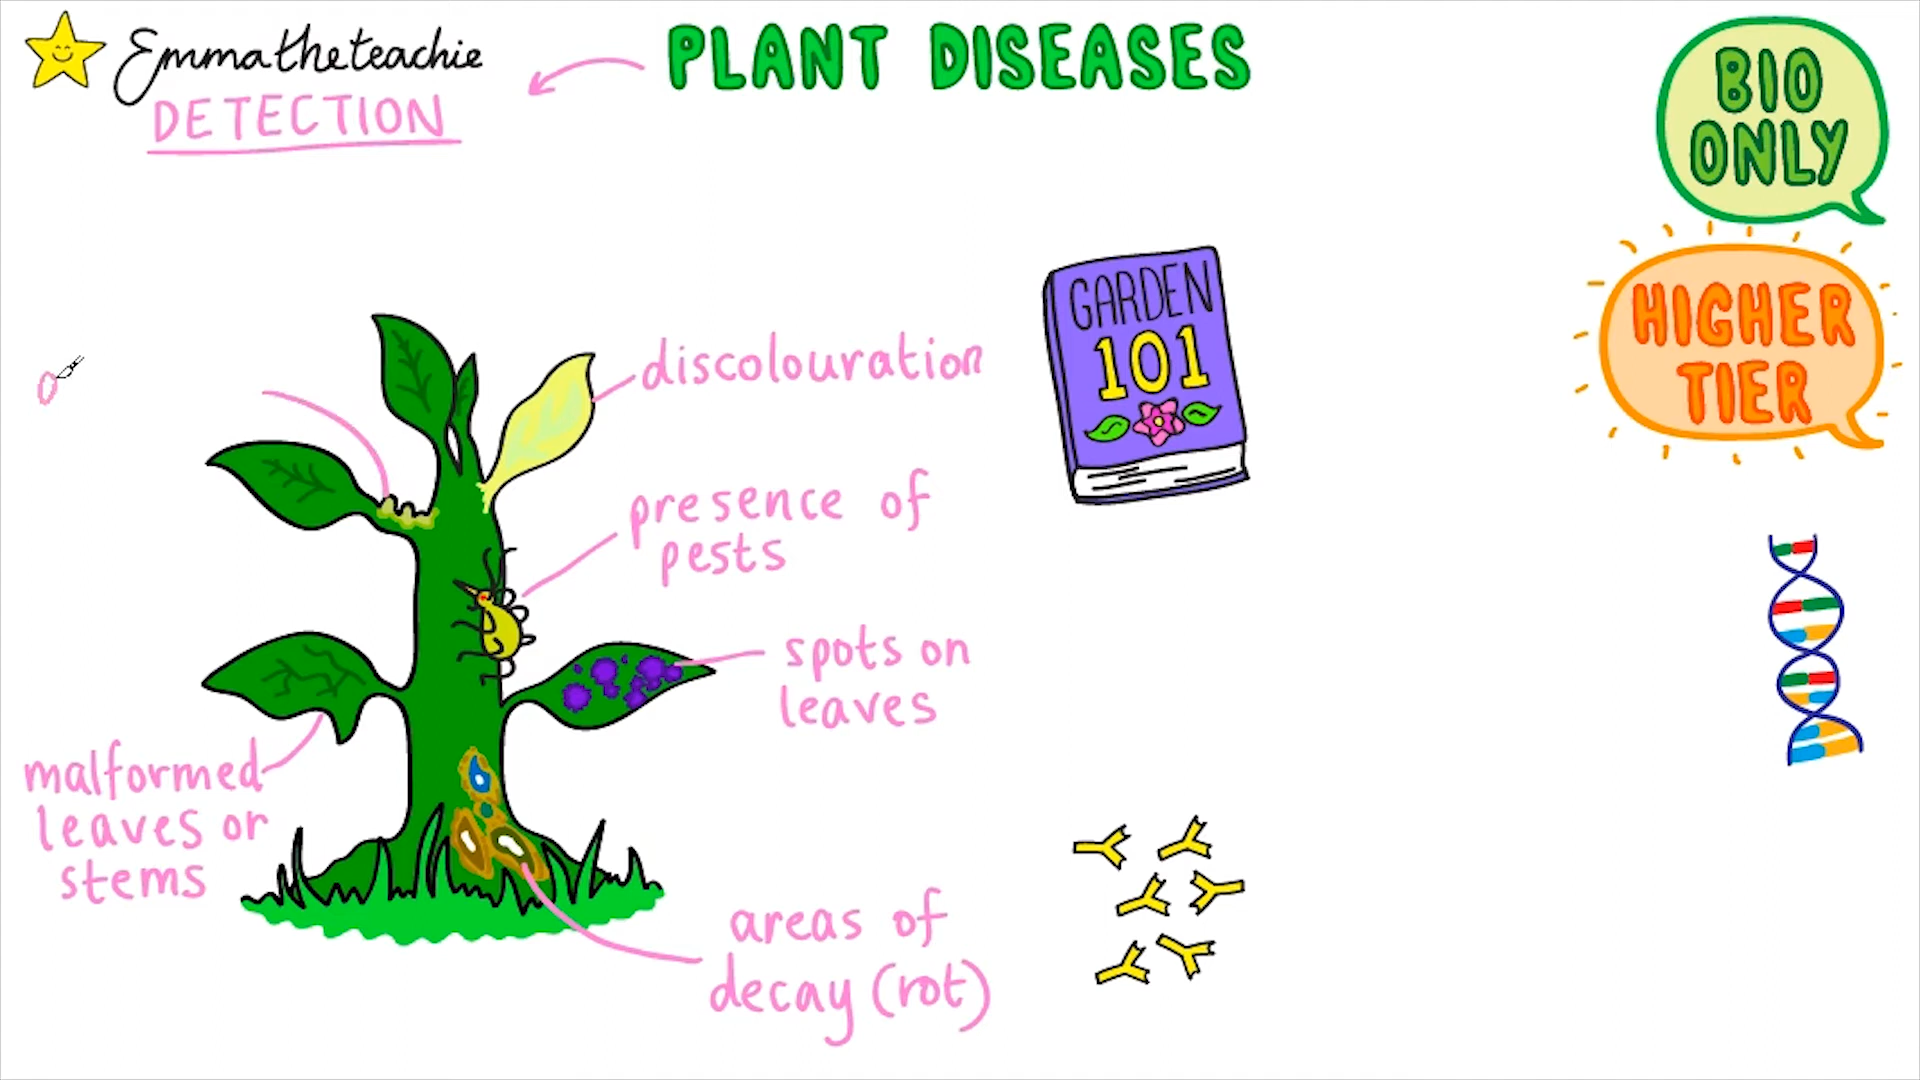 Emmatheteachie
PLANT DISEASES
DETECTION
BIO
ONLY
HIGHER
TIER
GARDEN
101
discolouration
presence of
pests
spots on
leaves
malformed
leaves or
stems
areas of
decay (rot)